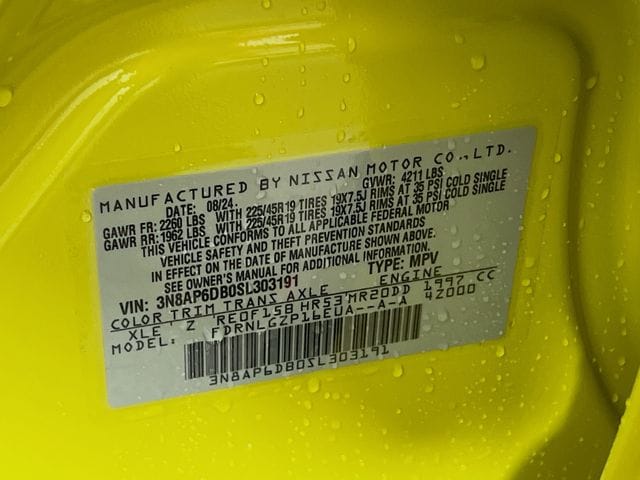 MANUFACTURED BY NISSAN MOTOR CO., LTD.
DATE: 08/24. GVWR: 4211 LBS
GAWR FR: 2260 LBS WITH 225/45R19 TIRES 19X7.5J RIMS AT 35 PSI COLD SINGLE
GAWR RR: 1962 LBS WITH 225/45R19 TIRES 19X7.5J RIMS AT 35 PSI COLD SINGLE
THIS VEHICLE CONFORMS TO ALL APPLICABLE FEDERAL MOTOR
VEHICLE SAFETY AND THEFT PREVENTION STANDARDS
IN EFFECT ON THE DATE OF MANUFACTURE SHOWN ABOVE.
SEE OWNER'S MANUAL FOR ADDITIONAL INFORMATION.
VIN: 3N8AP6DB0SL303191 TYPE: MPV
COLOR TRIM TRANS AXLE ENGINE
XLE Z RE0F15B HR53 MR20DD 1997 CC
MODEL: FDRNLGZP16EUA--A-A 42000
3N8AP6DB0SL303191